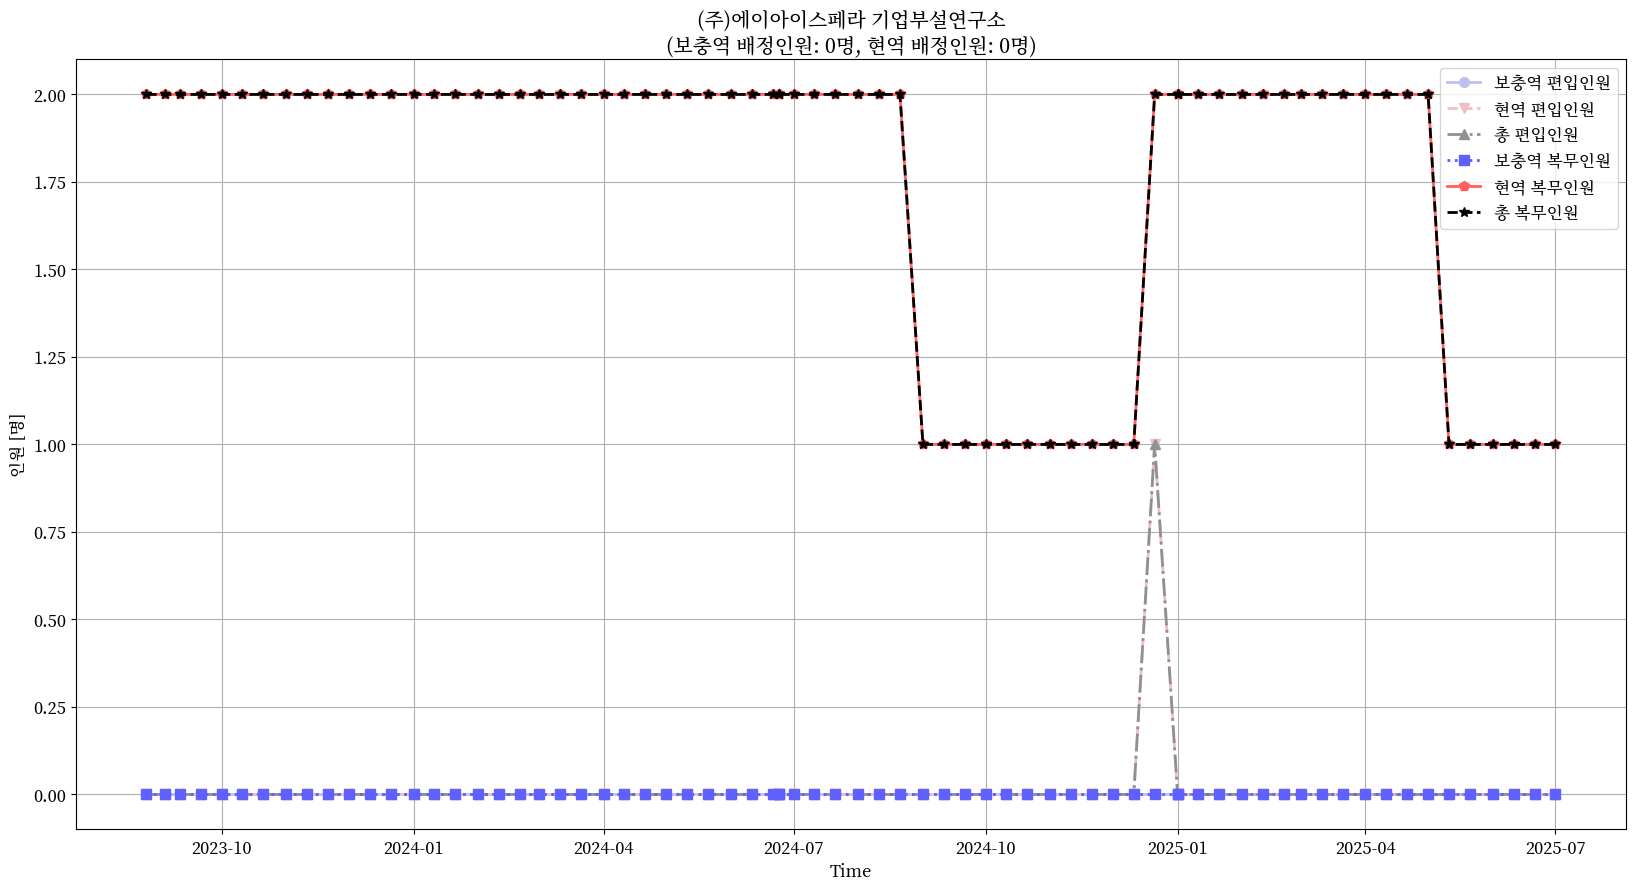 (주)에이아이스페라 기업부설연구소
(보충역 배정인원: 0명, 현역 배정인원: 0명)
보충역 편입인원
현역 편입인원
총 편입인원
보충역 복무인원
현역 복무인원
총 복무인원
2.00
1.75
1.50
1.25
1.00
0.75
0.50
0.25
0.00
인원 [명]
2023-10
2024-01
2024-04
2024-07
2024-10
2025-01
2025-04
2025-07
Time